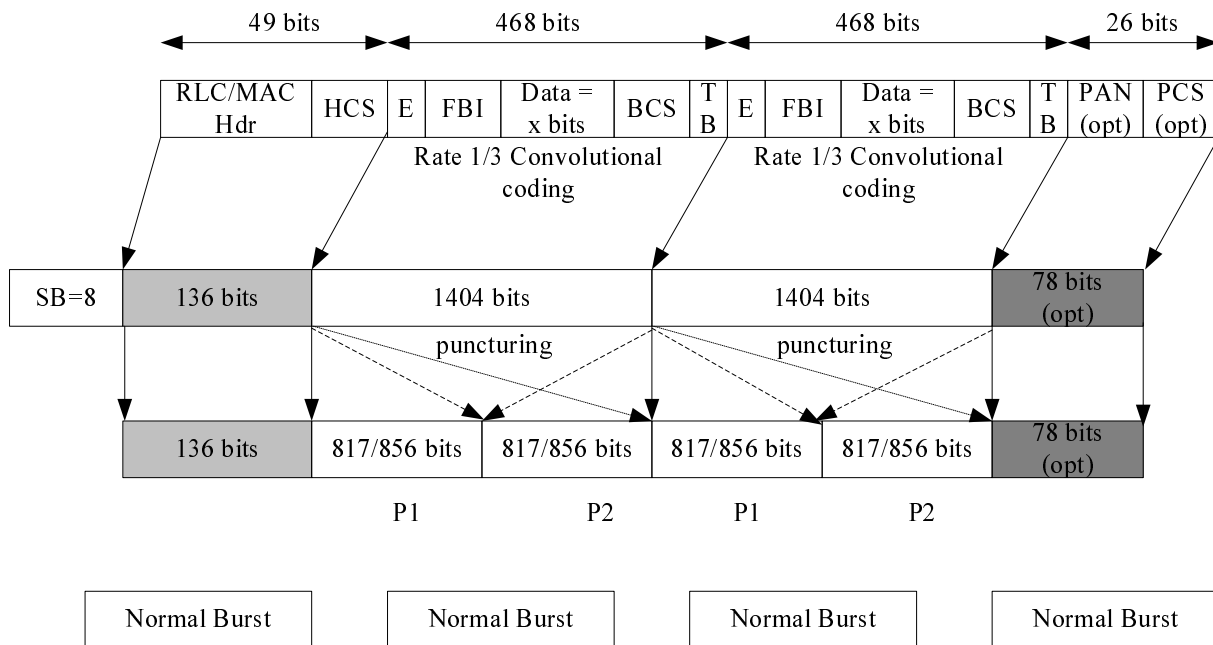 49 bits 468 bits 468 bits 26 bits
RLC/MAC Hdr HCS E FBI Data = x bits BCS TB E FBI Data = x bits BCS TB PAN (opt) PCS (opt)
Rate 1/3 Convolutional coding Rate 1/3 Convolutional coding
SB=8 136 bits 1404 bits 1404 bits 78 bits (opt)
puncturing puncturing
136 bits 817/856 bits 817/856 bits 817/856 bits 817/856 bits 78 bits (opt)
P1 P2 P1 P2
Normal Burst Normal Burst Normal Burst Normal Burst